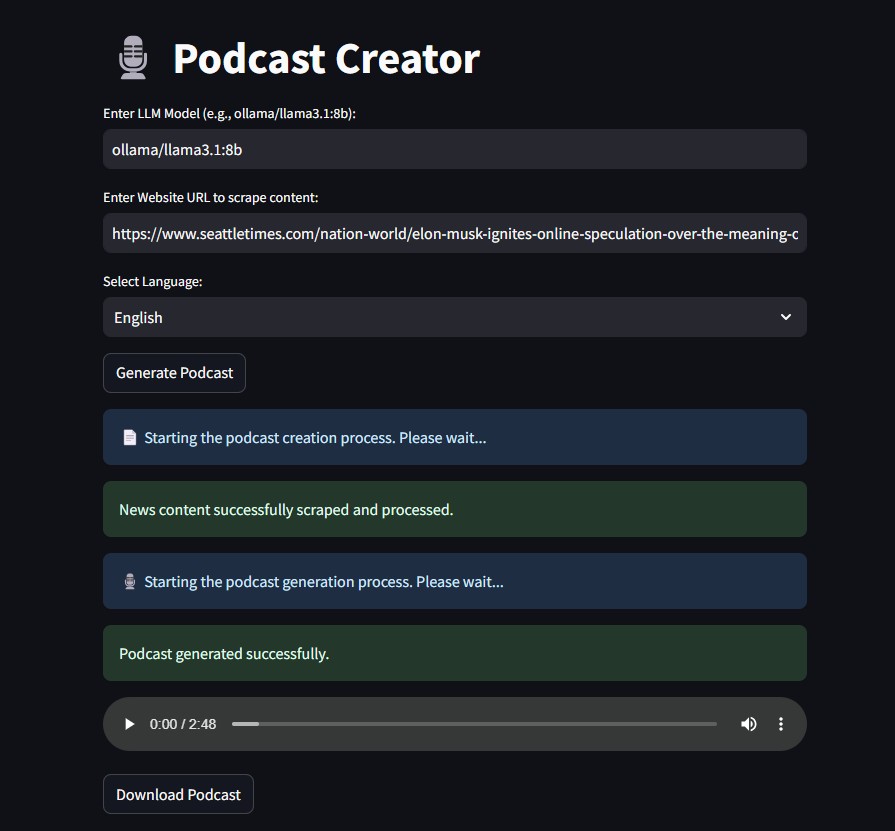 Podcast Creator
Enter LLM Model (e.g., ollama/llama3.1:8b):
ollama/llama3.1:8b
Enter Website URL to scrape content:
https://www.seattletimes.com/nation-world/elon-musk-ignites-online-speculation-over-the-meaning-c
Select Language:
English
Generate Podcast
Starting the podcast creation process. Please wait...
News content successfully scraped and processed.
Starting the podcast generation process. Please wait...
Podcast generated successfully.
0:00 / 2:48
Download Podcast